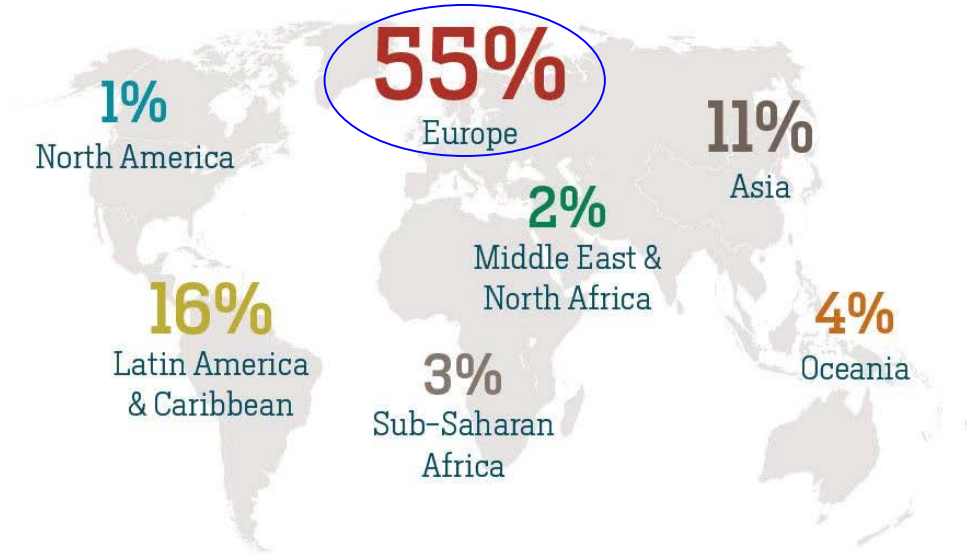 55%
Europe
1%
North America
11%
Asia
2%
Middle East &
North Africa
16%
Latin America
& Caribbean
4%
Oceania
3%
Sub-Saharan
Africa